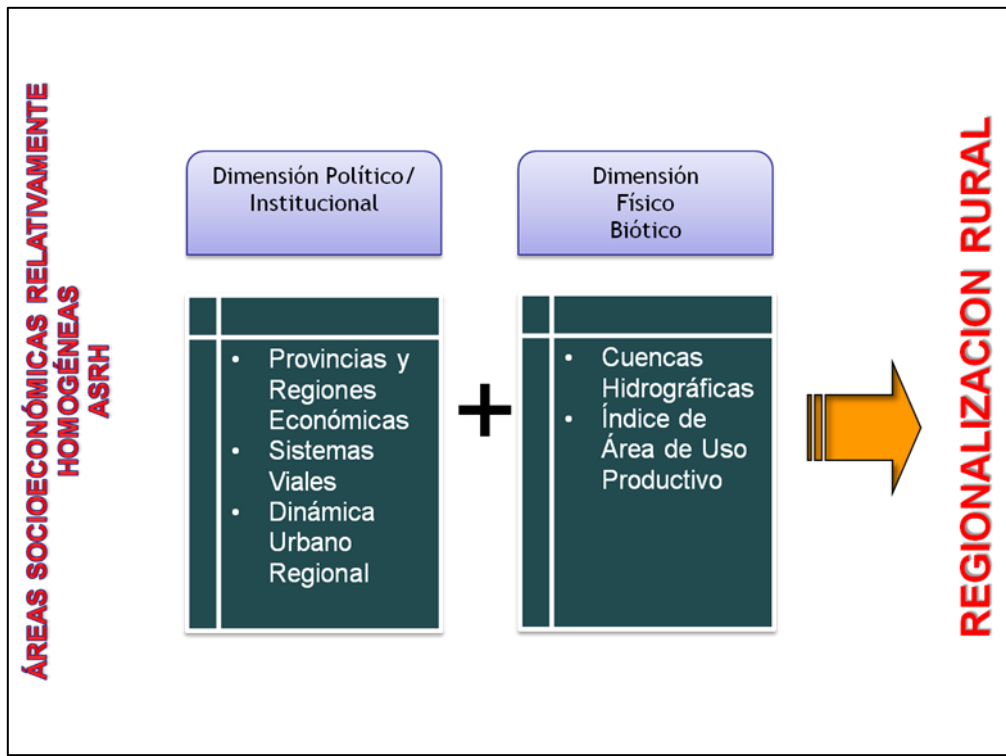 ÁREAS SOCIOECONÓMICAS RELATIVAMENTE
HOMOGÉNEAS
ASRH
Dimensión Político/
Institucional
• Provincias y
Regiones
Económicas
• Sistemas
Viales
• Dinámica
Urbano
Regional
+
Dimensión
Físico
Biótico
• Cuencas
Hidrográficas
• Índice de
Área de Uso
Productivo
REGIONALIZACION RURAL